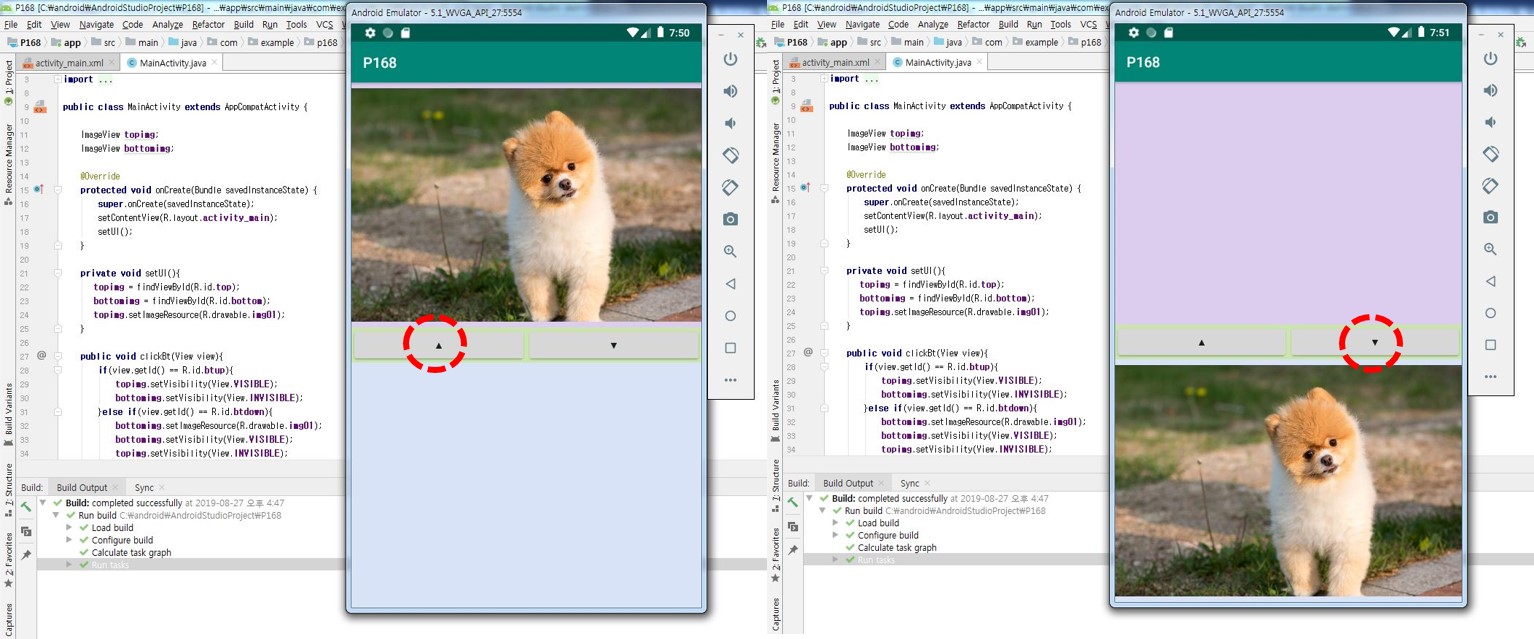 P168 [C:₩android₩AndroidStudioProject₩P168] - ...₩app₩src₩main₩java₩com₩ex
File Edit View Navigate Code Analyze Refactor Build Run Tools VCS
P168 app src main java com example p168
activity_main.xml MainActivity.java
3 import ...
8
9 public class MainActivity extends AppCompatActivity {
10
11 ImageView topimg;
12 ImageView bottomimg;
13
14 @Override
15 protected void onCreate(Bundle savedInstanceState) {
16 super.onCreate(savedInstanceState);
17 setContentView(R.layout.activity_main);
18 setUI();
19 }
20
21 private void setUI(){
22 topimg = findViewById(R.id.top);
23 bottomimg = findViewById(R.id.bottom);
24 topimg.setImageResource(R.drawable.img01);
25 }
26
27 @ public void clickBt(View view){
28 if(view.getId() == R.id.btup){
29 topimg.setVisibility(View.VISIBLE);
30 bottomimg.setVisibility(View.INVISIBLE);
31 }else if(view.getId() == R.id.btdown){
32 bottomimg.setImageResource(R.drawable.img01);
33 bottomimg.setVisibility(View.VISIBLE);
34 topimg.setVisibility(View.INVISIBLE);
1: Project
Resource Manager
Build Variants
7: Structure
2: Favorites
Captures
Build: Build Output Sync
Build: completed successfully at 2019-08-27 오후 4:47
Run build C:₩android₩AndroidStudioProject₩P168
Load build
Configure build
Calculate task graph
Run tasks
Android Emulator - 5.1_WVGA_API_27:5554
7:50
P168
▲ ▼
P168 [C:₩android₩AndroidStudioProject₩P168] - ...₩app₩src₩main₩java₩com₩ex
File Edit View Navigate Code Analyze Refactor Build Run Tools VCS
P168 app src main java com example p168
activity_main.xml MainActivity.java
3 import ...
8
9 public class MainActivity extends AppCompatActivity {
10
11 ImageView topimg;
12 ImageView bottomimg;
13
14 @Override
15 protected void onCreate(Bundle savedInstanceState) {
16 super.onCreate(savedInstanceState);
17 setContentView(R.layout.activity_main);
18 setUI();
19 }
20
21 private void setUI(){
22 topimg = findViewById(R.id.top);
23 bottomimg = findViewById(R.id.bottom);
24 topimg.setImageResource(R.drawable.img01);
25 }
26
27 @ public void clickBt(View view){
28 if(view.getId() == R.id.btup){
29 topimg.setVisibility(View.VISIBLE);
30 bottomimg.setVisibility(View.INVISIBLE);
31 }else if(view.getId() == R.id.btdown){
32 bottomimg.setImageResource(R.drawable.img01);
33 bottomimg.setVisibility(View.VISIBLE);
34 topimg.setVisibility(View.INVISIBLE);
1: Project
Resource Manager
Build Variants
7: Structure
2: Favorites
Captures
Build: Build Output Sync
Build: completed successfully at 2019-08-27 오후 4:47
Run build C:₩android₩AndroidStudioProject₩P168
Load build
Configure build
Calculate task graph
Run tasks
Android Emulator - 5.1_WVGA_API_27:5554
7:51
P168
▲ ▼